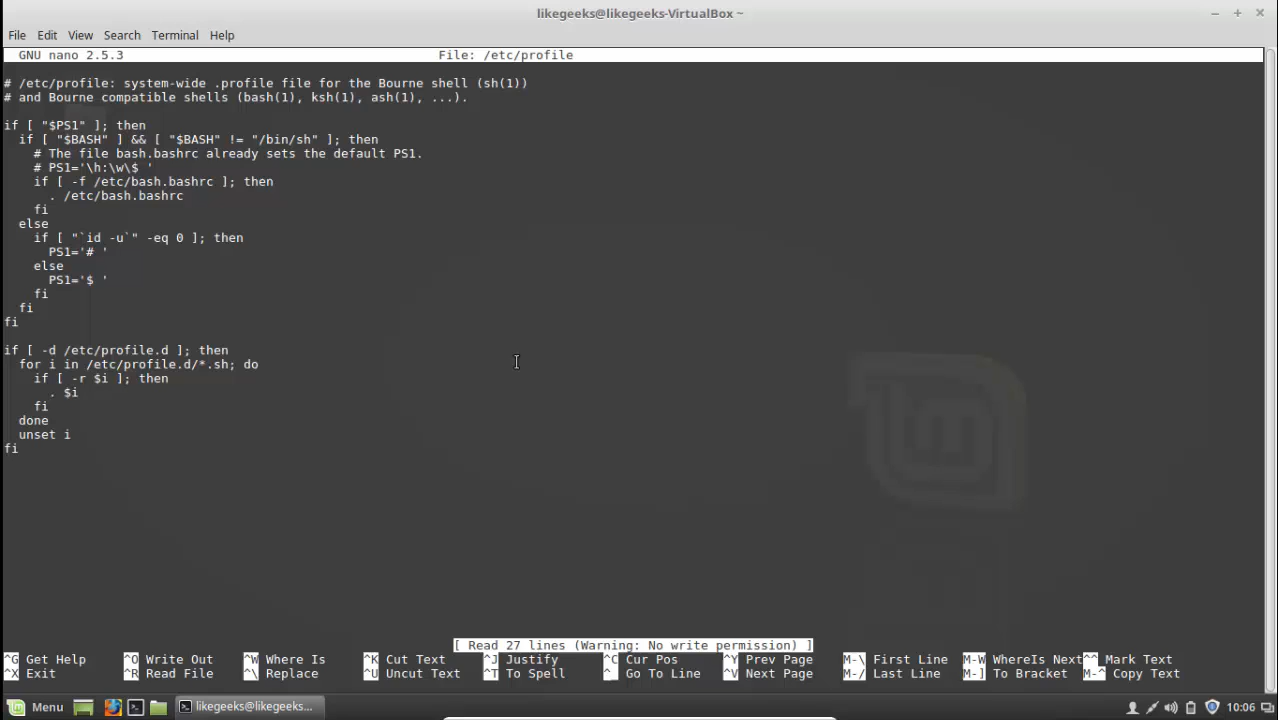 likegeeks@likegeeks-VirtualBox ~
File Edit View Search Terminal Help
GNU nano 2.5.3 File: /etc/profile
# /etc/profile: system-wide .profile file for the Bourne shell (sh(1))
# and Bourne compatible shells (bash(1), ksh(1), ash(1), ...).
if [ "$PS1" ]; then
  if [ "$BASH" ] && [ "$BASH" != "/bin/sh" ]; then
    # The file bash.bashrc already sets the default PS1.
    # PS1='\h:\w\$ '
    if [ -f /etc/bash.bashrc ]; then
      . /etc/bash.bashrc
    fi
  else
    if [ "`id -u`" -eq 0 ]; then
      PS1='# '
    else
      PS1='$ '
    fi
  fi
fi
if [ -d /etc/profile.d ]; then
  for i in /etc/profile.d/*.sh; do
    if [ -r $i ]; then
      . $i
    fi
  done
  unset i
fi
[ Read 27 lines (Warning: No write permission) ]
^G Get Help ^O Write Out ^W Where Is ^K Cut Text ^J Justify ^C Cur Pos ^Y Prev Page M-\ First Line M-W WhereIs Next ^^ Mark Text
^X Exit ^R Read File ^\ Replace ^U Uncut Text ^T To Spell ^_ Go To Line ^V Next Page M-/ Last Line M-] To Bracket M-^ Copy Text
Menu likegeeks@likegeeks... 10:06